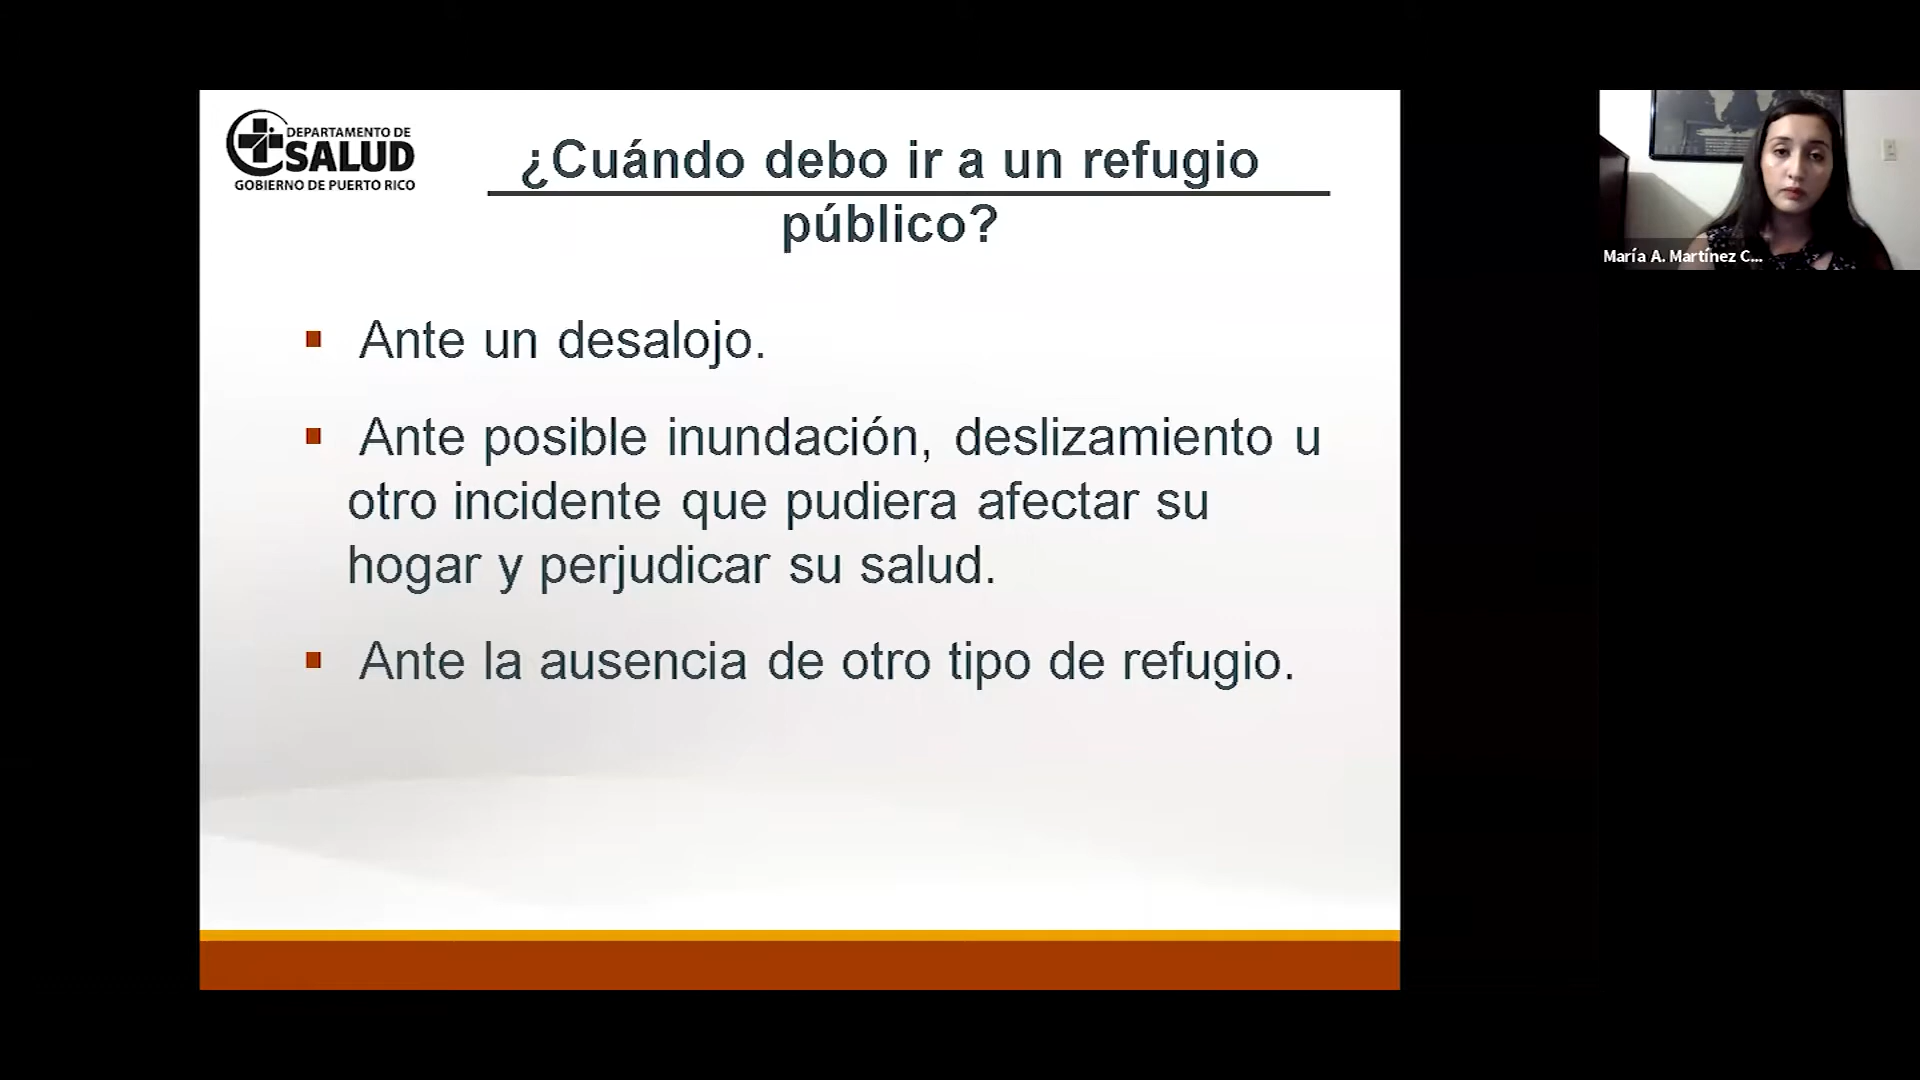 DEPARTAMENTO DE
SALUD
GOBIERNO DE PUERTO RICO
¿Cuándo debo ir a un refugio
público?
Ante un desalojo.
Ante posible inundación, deslizamiento u
otro incidente que pudiera afectar su
hogar y perjudicar su salud.
Ante la ausencia de otro tipo de refugio.
María A. Martínez C...